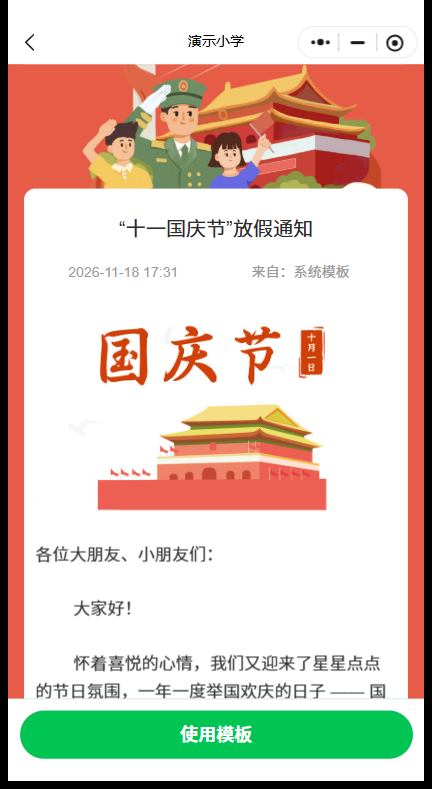 演示小学
“十一国庆节”放假通知
2026-11-18 17:31
来自：系统模板
国庆节
十月一日
各位大朋友、小朋友们：
大家好！
怀着喜悦的心情，我们又迎来了星星点点
的节日氛围，一年一度举国欢庆的日子 —— 国
使用模板